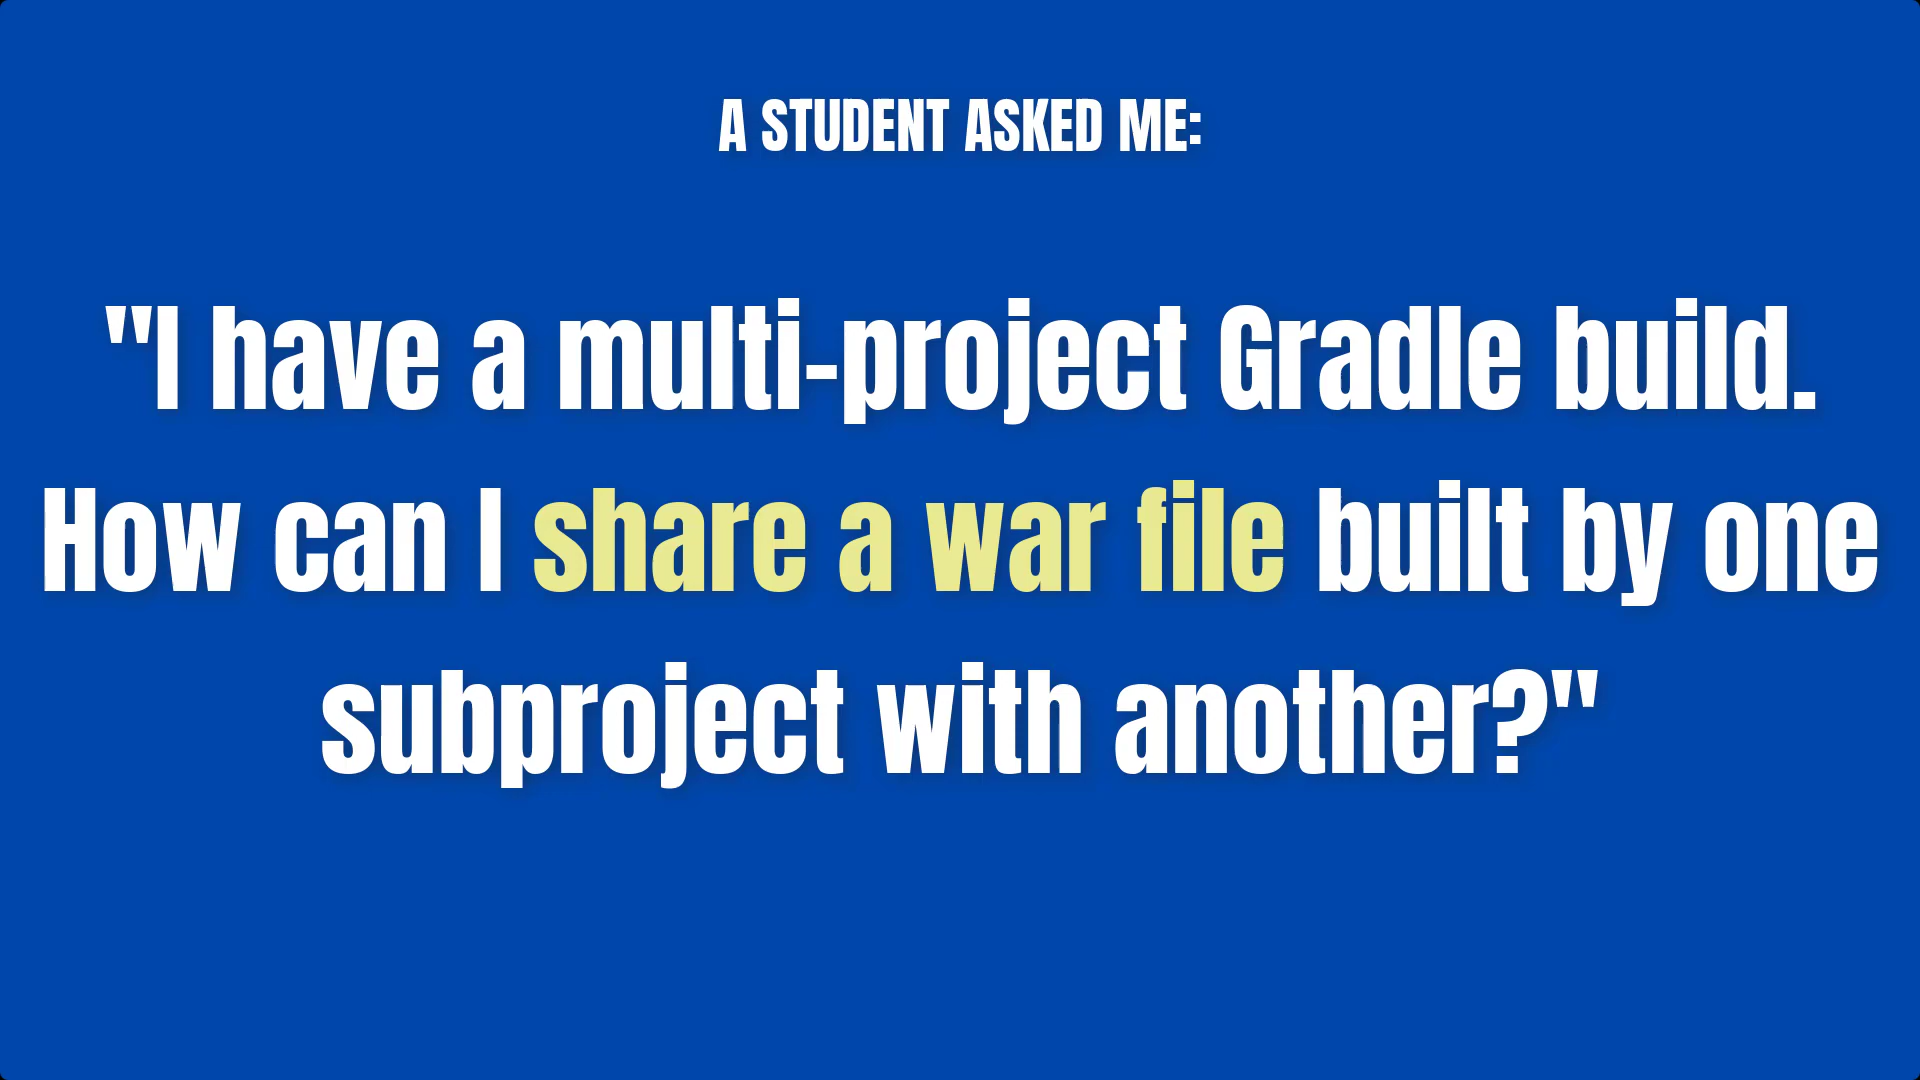 A STUDENT ASKED ME:
"I have a multi-project Gradle build.
How can I share a war file built by one
subproject with another?"